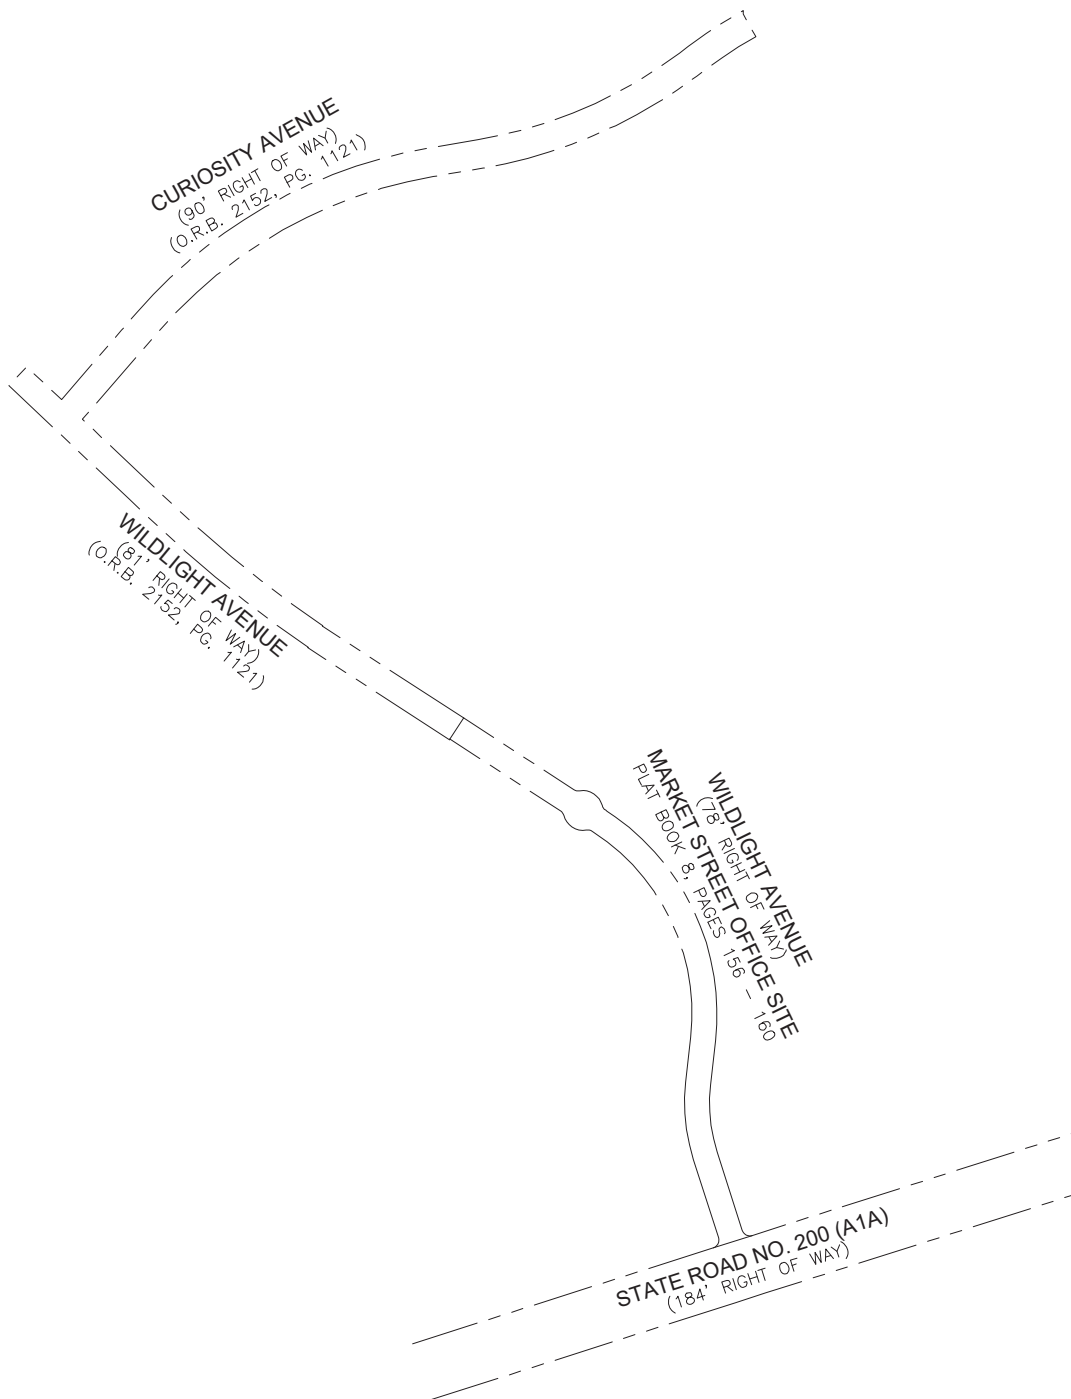 CURIOSITY AVENUE
(90' RIGHT OF WAY)
(O.R.B. 2152, PG. 1121)
WILDLIGHT AVENUE
(81' RIGHT OF WAY)
(O.R.B. 2152, PG. 1121)
WILDLIGHT AVENUE
(78' RIGHT OF WAY)
MARKET STREET OFFICE SITE
PLAT BOOK 8, PAGES 156 – 160
STATE ROAD NO. 200 (A1A)
(184' RIGHT OF WAY)